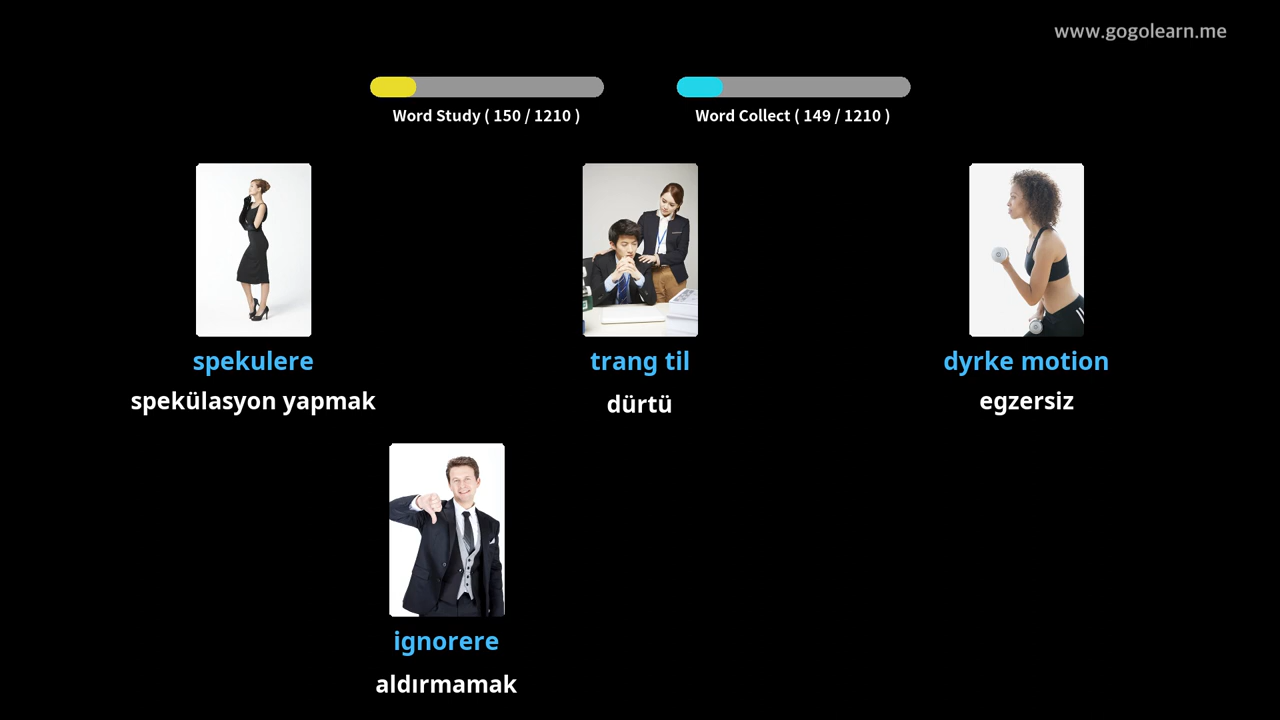 www.gogolearn.me
Word Study ( 150 / 1210 )
Word Collect ( 149 / 1210 )
spekulere
spekülasyon yapmak
trang til
dürtü
dyrke motion
egzersiz
ignorere
aldırmamak